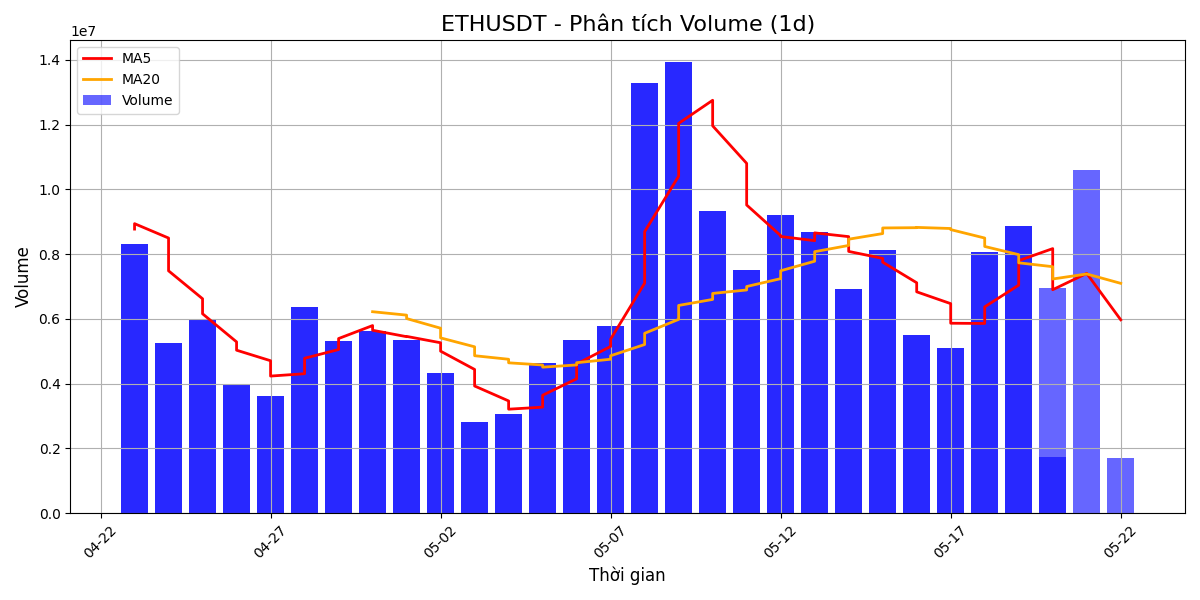 ETHUSDT - Phân tích Volume (1d)
1e7
MA5
MA20
Volume
1.4
1.2
1.0
0.8
0.6
0.4
0.2
0.0
Volume
04-22
04-27
05-02
05-07
05-12
05-17
05-22
Thời gian